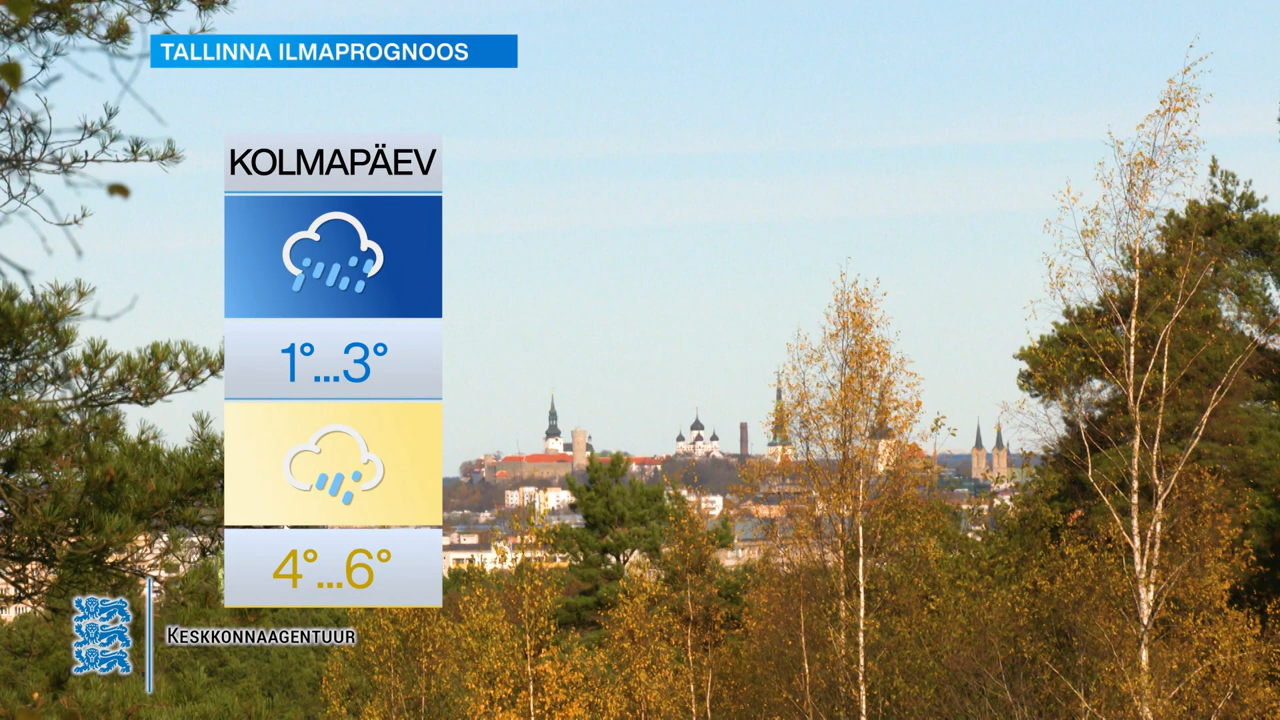 TALLINNA ILMAPROGNOOS
KOLMAPÄEV
1°...3°
4°...6°
KESKKONNAAGENTUUR